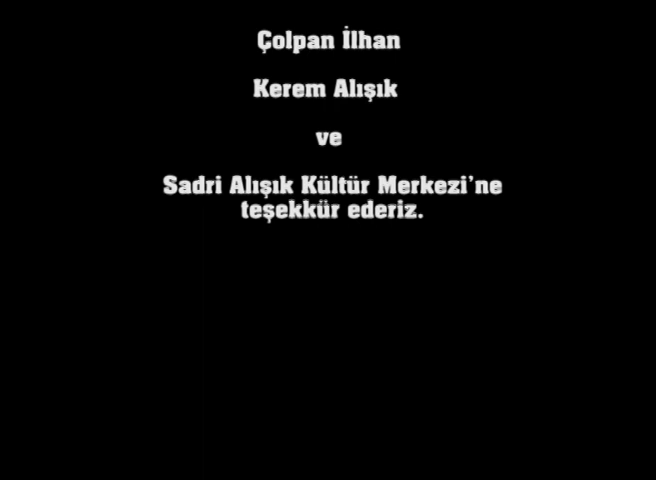 Çolpan İlhan
Kerem Alışık
ve
Sadri Alışık Kültür Merkezi'ne
teşekkür ederiz.